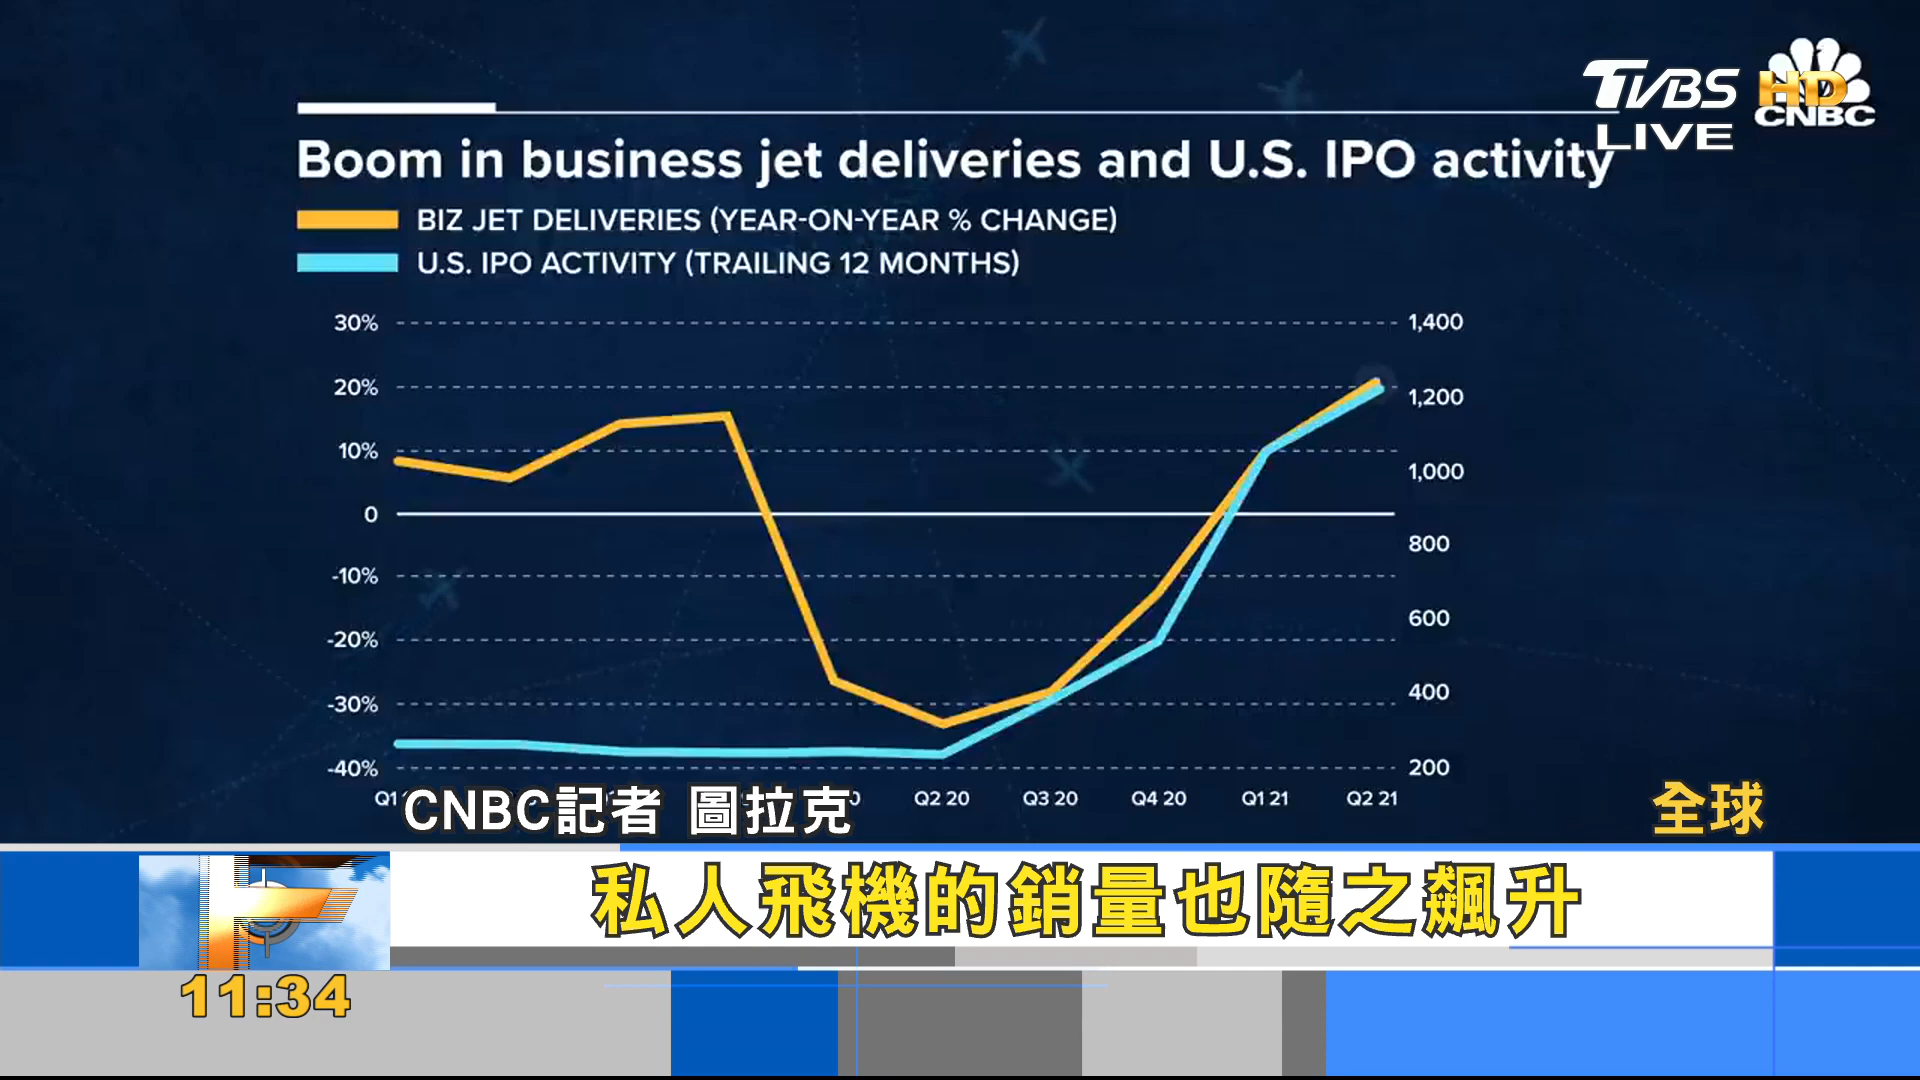 TVBS
HD
LIVE
CNBC
Boom in business jet deliveries and U.S. IPO activity
BIZ JET DELIVERIES (YEAR-ON-YEAR % CHANGE)
U.S. IPO ACTIVITY (TRAILING 12 MONTHS)
30%
1,400
20%
1,200
10%
1,000
0
800
-10%
600
-20%
400
-30%
200
-40%
Q2 20
Q3 20
Q4 20
Q1 21
Q2 21
CNBC記者 圖拉克
全球
私人飛機的銷量也隨之飆升
11:34